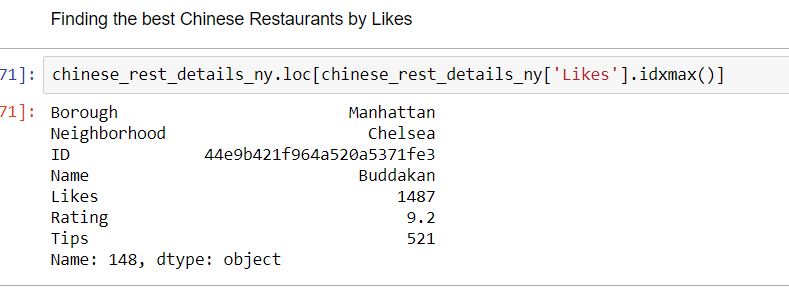 Finding the best Chinese Restaurants by Likes
71]: chinese_rest_details_ny.loc[chinese_rest_details_ny['Likes'].idxmax()]
71]: Borough Manhattan
Neighborhood Chelsea
ID 44e9b421f964a520a5371fe3
Name Buddakan
Likes 1487
Rating 9.2
Tips 521
Name: 148, dtype: object